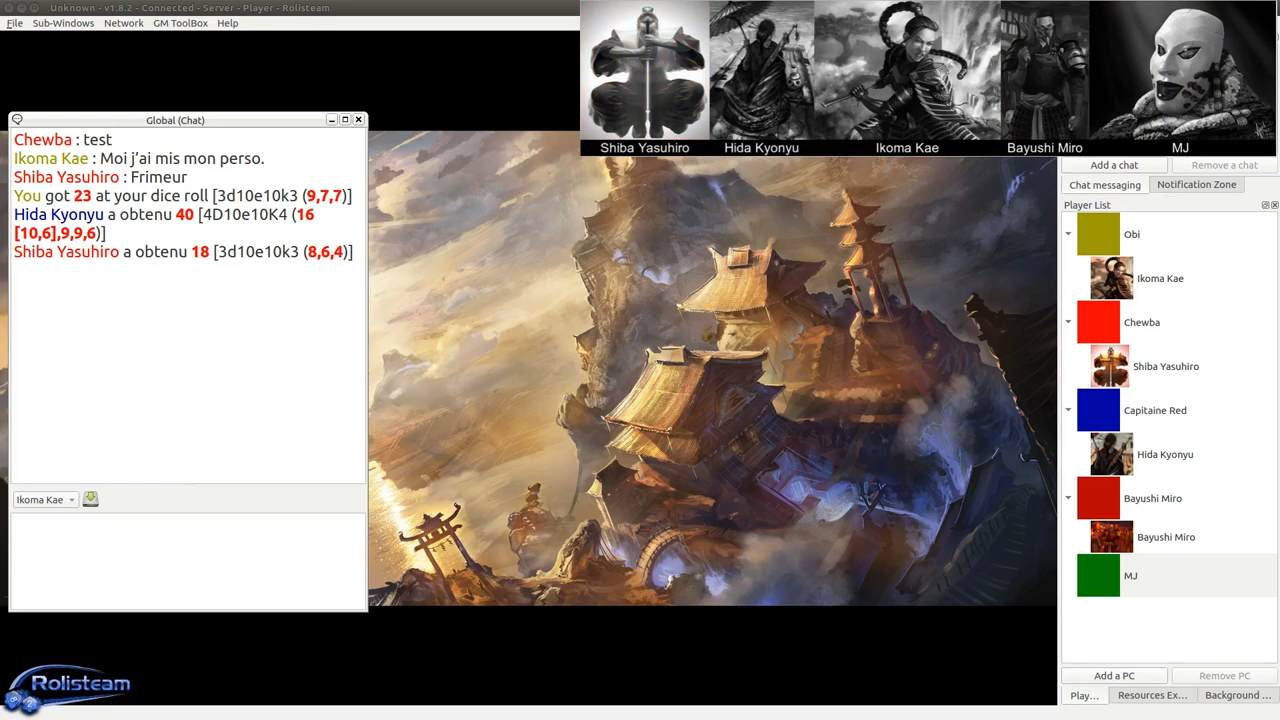 Unknown - v1.8.2 - Connected - Server - Player - Rolisteam
File Sub-Windows Network GM ToolBox Help
Shiba Yasuhiro Hida Kyonyu Ikoma Kae Bayushi Miro MJ
Global (Chat)
Chewba : test
Ikoma Kae : Moi j'ai mis mon perso.
Shiba Yasuhiro : Frimeur
You got 23 at your dice roll [3d10e10k3 (9,7,7)]
Hida Kyonyu a obtenu 40 [4D10e10K4 (16
[10,6],9,9,6)]
Shiba Yasuhiro a obtenu 18 [3d10e10k3 (8,6,4)]
Ikoma Kae
Rolisteam
Add a chat Remove a chat
Chat messaging Notification Zone
Player List
Obi
Ikoma Kae
Chewba
Shiba Yasuhiro
Capitaine Red
Hida Kyonyu
Bayushi Miro
Bayushi Miro
MJ
Add a PC Remove PC
Play... Resources Ex... Background ...